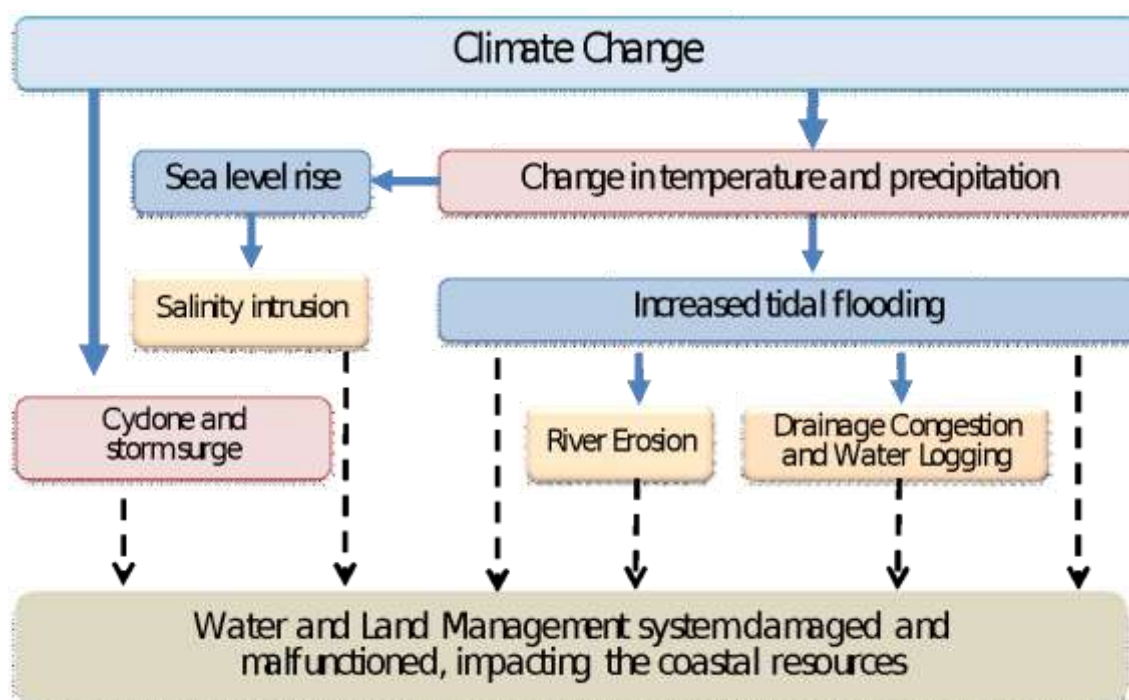 Climate Change
Sea level rise
Change in temperature and precipitation
Salinity intrusion
Increased tidal flooding
Cyclone and
storm surge
River Erosion
Drainage Congestion
and Water Logging
Water and Land Management system damaged and
malfunctioned, impacting the coastal resources